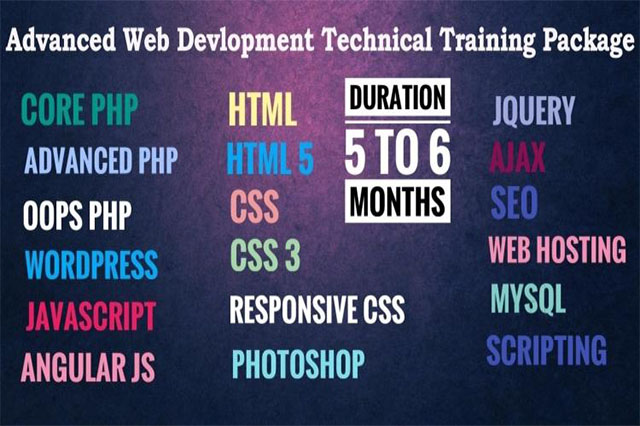 Advanced Web Devlopment Technical Training Package
CORE PHP
ADVANCED PHP
OOPS PHP
WORDPRESS
JAVASCRIPT
ANGULAR JS
HTML
HTML 5
CSS
CSS 3
RESPONSIVE CSS
PHOTOSHOP
DURATION
5 TO 6
MONTHS
JQUERY
AJAX
SEO
WEB HOSTING
MYSQL
SCRIPTING